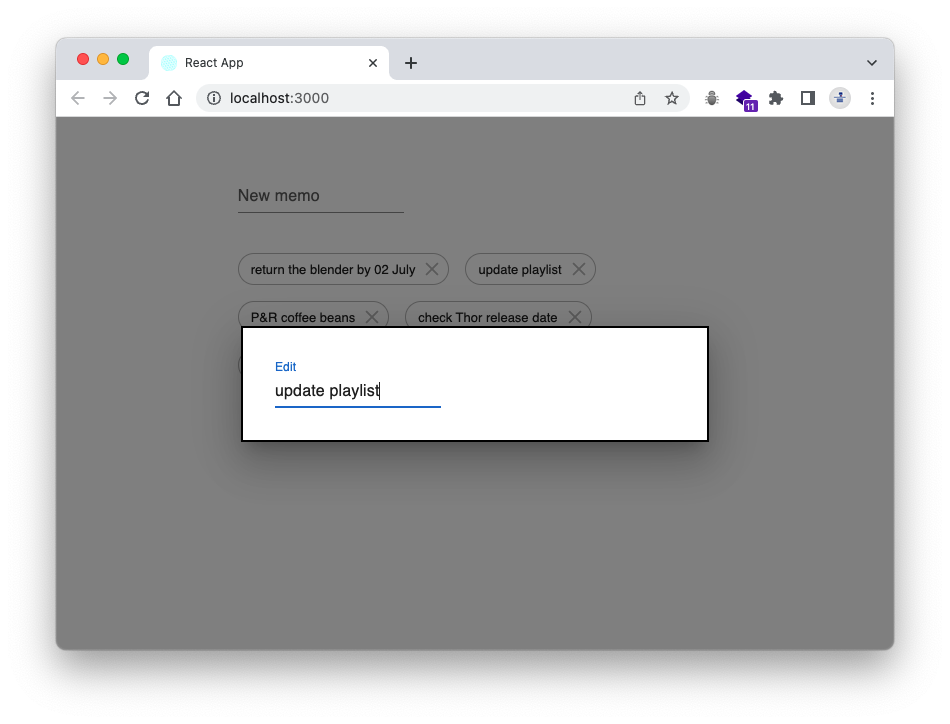 React App
localhost:3000
11
New memo
return the blender by 02 July
update playlist
P&R coffee beans
check Thor release date
Edit
update playlist